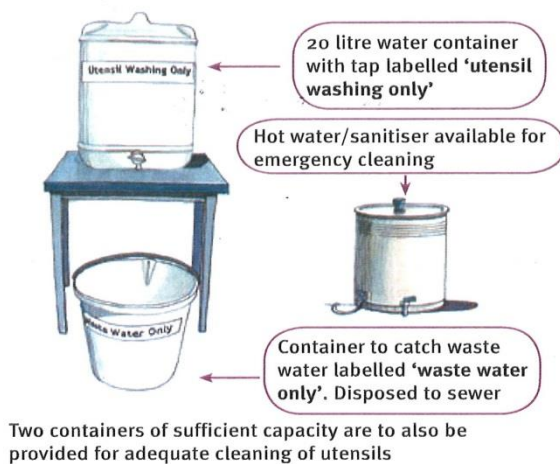 Utensil Washing Only
20 litre water container
with tap labelled 'utensil
washing only'
Hot water/sanitiser available for
emergency cleaning
Waste Water Only
Container to catch waste
water labelled 'waste water
only'. Disposed to sewer
Two containers of sufficient capacity are to also be
provided for adequate cleaning of utensils